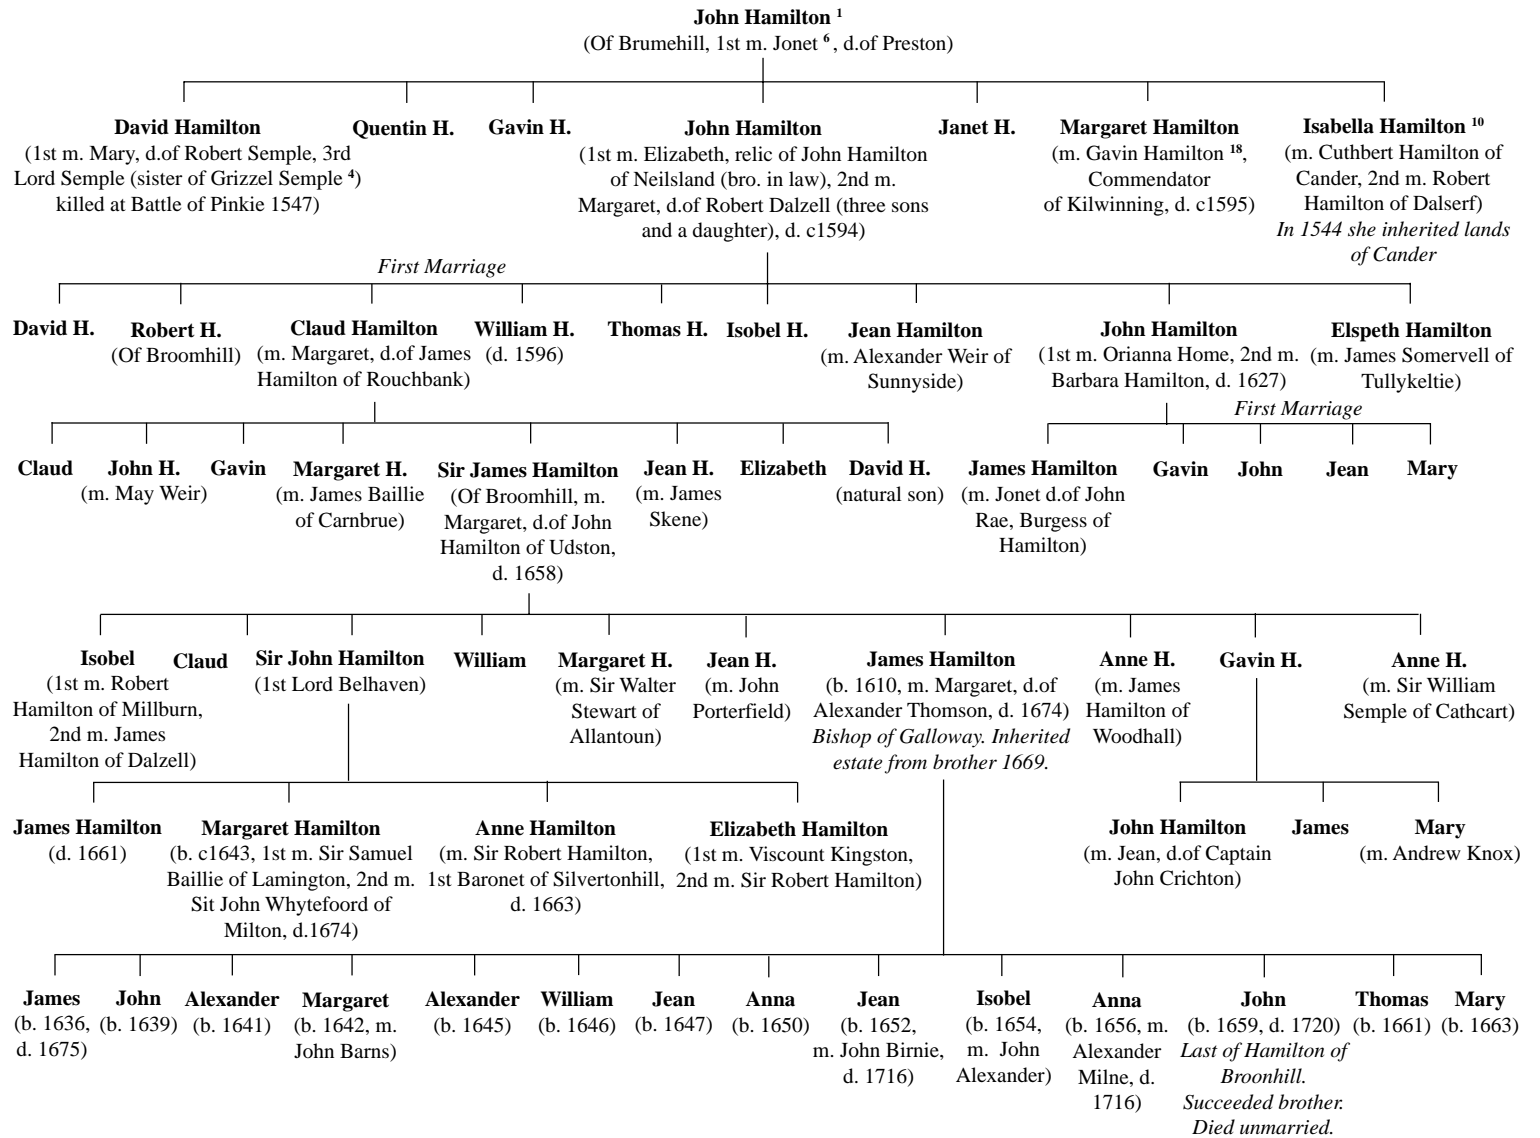 John Hamilton 1
(Of Brumehill, 1st m. Jonet 6 , d.of Preston)
David Hamilton
(1st m. Mary, d.of Robert Semple, 3rd
Lord Semple (sister of Grizzel Semple 4)
killed at Battle of Pinkie 1547)
Quentin H.
Gavin H.
John Hamilton
(1st m. Elizabeth, relic of John Hamilton
of Neilsland (bro. in law), 2nd m.
Margaret, d.of Robert Dalzell (three sons
and a daughter), d. c1594)
Janet H.
Margaret Hamilton
(m. Gavin Hamilton 18,
Commendator
of Kilwinning, d. c1595)
Isabella Hamilton 10
(m. Cuthbert Hamilton of
Cander, 2nd m. Robert
Hamilton of Dalserf)
In 1544 she inherited lands
of Cander
First Marriage
David H.
Robert H.
(Of Broomhill)
Claud Hamilton
(m. Margaret, d.of James
Hamilton of Rouchbank)
William H.
(d. 1596)
Thomas H.
Isobel H.
Jean Hamilton
(m. Alexander Weir of
Sunnyside)
John Hamilton
(1st m. Orianna Home, 2nd m.
Barbara Hamilton, d. 1627)
Elspeth Hamilton
(m. James Somervell of
Tullykeltie)
First Marriage
Claud
John H.
(m. May Weir)
Gavin
Margaret H.
(m. James Baillie
of Carnbrue)
Sir James Hamilton
(Of Broomhill, m.
Margaret, d.of John
Hamilton of Udston,
d. 1658)
Jean H.
(m. James
Skene)
Elizabeth
David H.
(natural son)
James Hamilton
(m. Jonet d.of John
Rae, Burgess of
Hamilton)
Gavin
John
Jean
Mary
Isobel
(1st m. Robert
Hamilton of Millburn,
2nd m. James
Hamilton of Dalzell)
Claud
Sir John Hamilton
(1st Lord Belhaven)
William
Margaret H.
(m. Sir Walter
Stewart of
Allantoun)
Jean H.
(m. John
Porterfield)
James Hamilton
(b. 1610, m. Margaret, d.of
Alexander Thomson, d. 1674)
Bishop of Galloway. Inherited
estate from brother 1669.
Anne H.
(m. James
Hamilton of
Woodhall)
Gavin H.
Anne H.
(m. Sir William
Semple of Cathcart)
James Hamilton
(d. 1661)
Margaret Hamilton
(b. c1643, 1st m. Sir Samuel
Baillie of Lamington, 2nd m.
Sit John Whytefoord of
Milton, d.1674)
Anne Hamilton
(m. Sir Robert Hamilton,
1st Baronet of Silvertonhill,
d. 1663)
Elizabeth Hamilton
(1st m. Viscount Kingston,
2nd m. Sir Robert Hamilton)
John Hamilton
(m. Jean, d.of Captain
John Crichton)
James
Mary
(m. Andrew Knox)
James
(b. 1636,
d. 1675)
John
(b. 1639)
Alexander
(b. 1641)
Margaret
(b. 1642, m.
John Barns)
Alexander
(b. 1645)
William
(b. 1646)
Jean
(b. 1647)
Anna
(b. 1650)
Jean
(b. 1652,
m. John Birnie,
d. 1716)
Isobel
(b. 1654,
m. John
Alexander)
Anna
(b. 1656, m.
Alexander
Milne, d.
1716)
John
(b. 1659, d. 1720)
Last of Hamilton of
Broonhill.
Succeeded brother.
Died unmarried.
Thomas
(b. 1661)
Mary
(b. 1663)